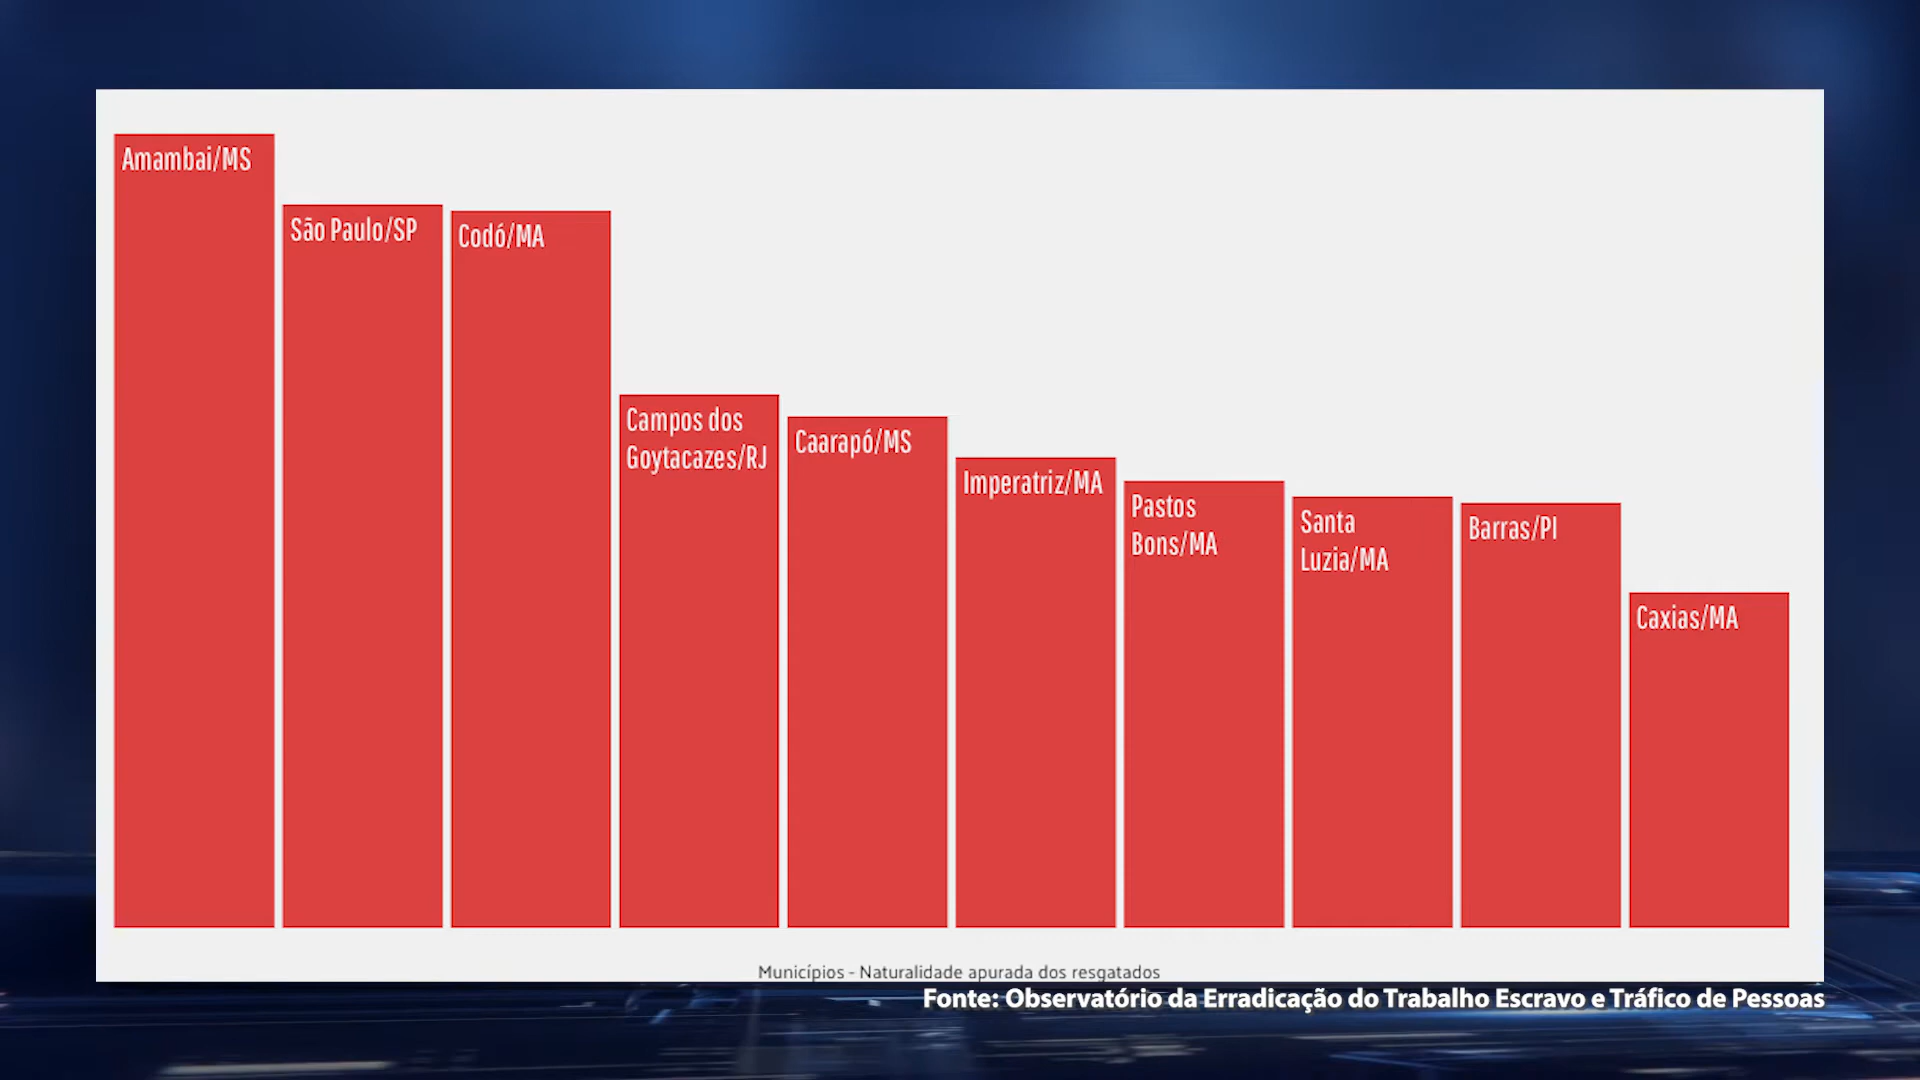 Amambai/MS
São Paulo/SP
Codó/MA
Campos dos
Goytacazes/RJ
Caarapó/MS
Imperatriz/MA
Pastos
Bons/MA
Santa
Luzia/MA
Barras/PI
Caxias/MA
Municípios - Naturalidade apurada dos resgatados
Fonte: Observatório da Erradicação do Trabalho Escravo e Tráfico de Pessoas